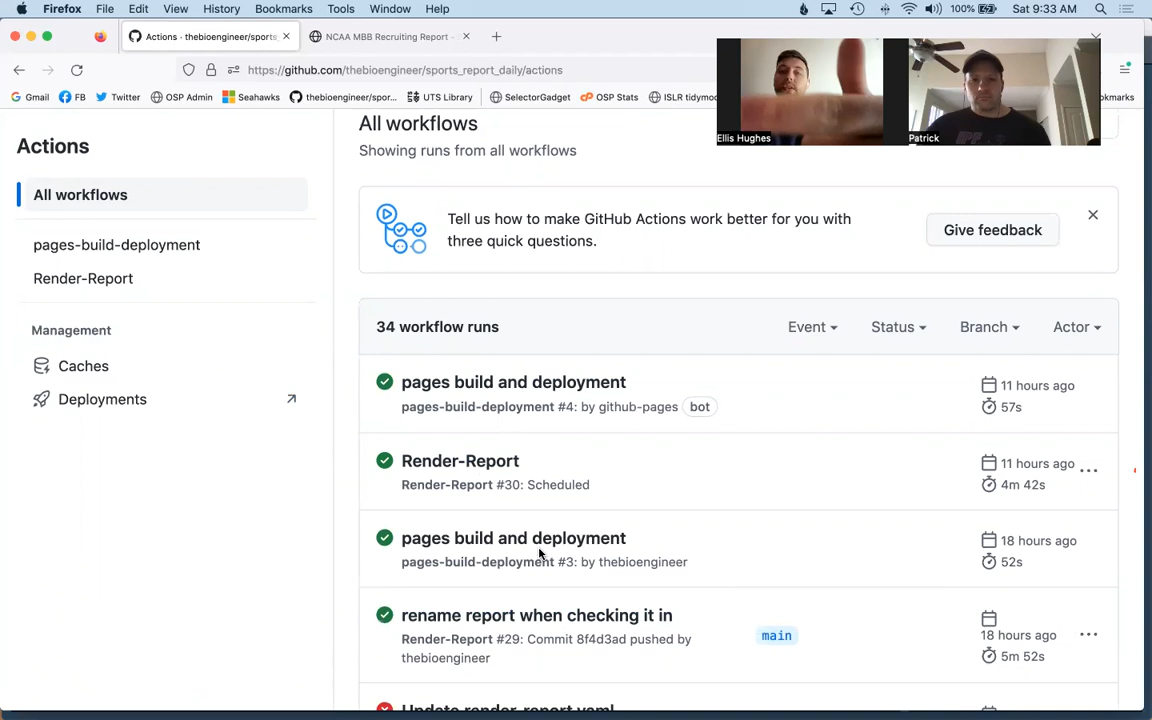 Firefox File Edit View History Bookmarks Tools Window Help 100% Sat 9:33 AM
Actions · thebioengineer/sports NCAA MBB Recruiting Report -
https://github.com/thebioengineer/sports_report_daily/actions
Gmail FB Twitter OSP Admin Seahawks thebioengineer/spor... UTS Library SelectorGadget OSP Stats ISLR tidymo okmarks
Ellis Hughes Patrick
Actions
All workflows
pages-build-deployment
Render-Report
Management
Caches
Deployments
All workflows
Showing runs from all workflows
Tell us how to make GitHub Actions work better for you with
three quick questions.
Give feedback
34 workflow runs Event Status Branch Actor
pages build and deployment 11 hours ago
pages-build-deployment #4: by github-pages bot 57s
Render-Report 11 hours ago
Render-Report #30: Scheduled 4m 42s
pages build and deployment 18 hours ago
pages-build-deployment #3: by thebioengineer 52s
rename report when checking it in
main
18 hours ago
Render-Report #29: Commit 8f4d3ad pushed by
thebioengineer 5m 52s
Update render-report.yaml